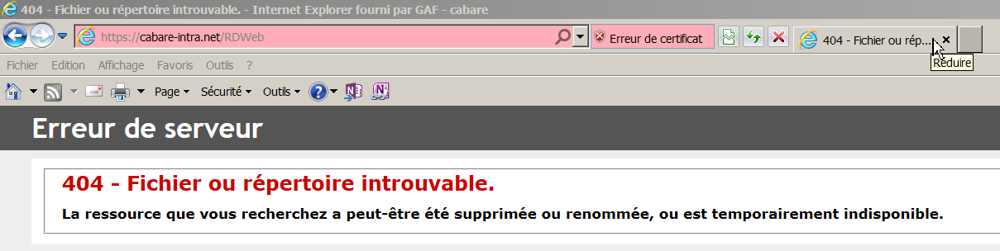 404 - Fichier ou répertoire introuvable. - Internet Explorer fourni par GAF - cabare
https://cabare-intra.net/RDWeb
Erreur de certificat
404 - Fichier ou rép...
Réduire
Fichier Edition Affichage Favoris Outils ?
Page Sécurité Outils
Erreur de serveur
404 - Fichier ou répertoire introuvable.
La ressource que vous recherchez a peut-être été supprimée ou renommée, ou est temporairement indisponible.